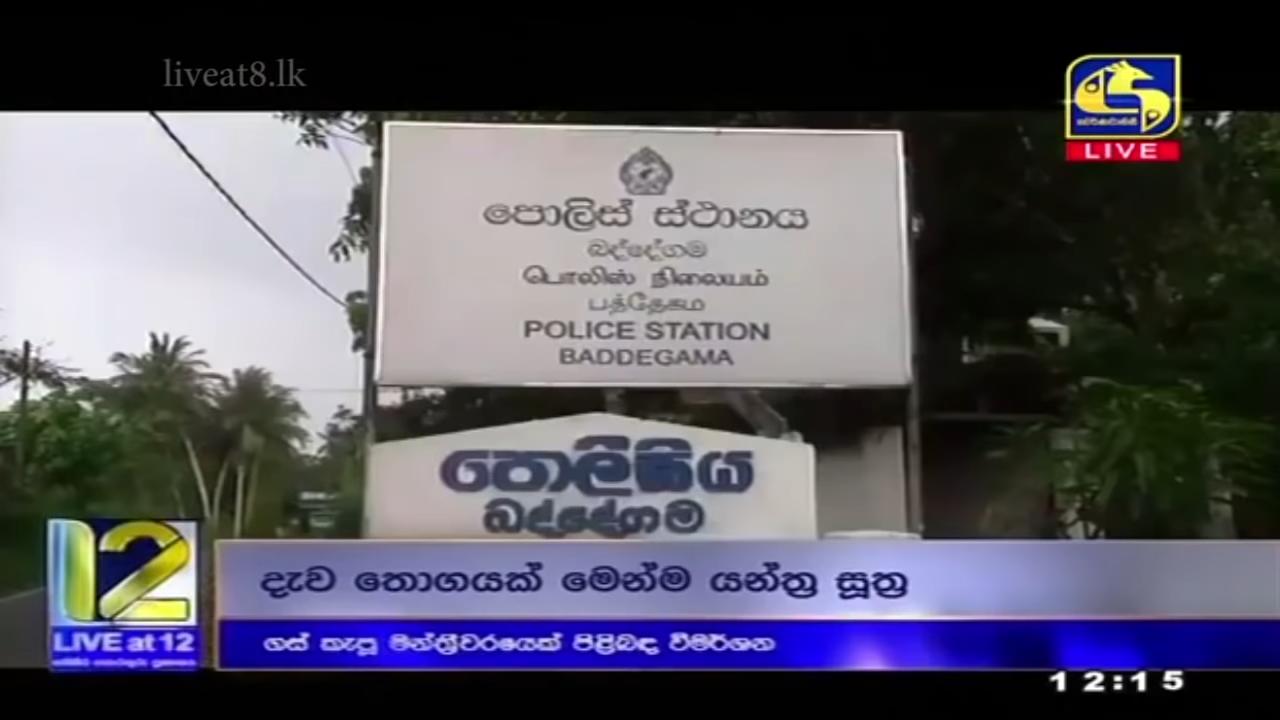 liveat8.lk
LIVE
පොලිස් ස්ථානය
බද්දේගම
பொலிஸ் நிலையம்
பத்தேகம
POLICE STATION
BADDEGAMA
පොලිසිය
බද්දේගම
12
LIVE at 12
දැව තොගයක් මෙන්ම යන්ත්‍ර සූත්‍ර
ගස් කැපූ මන්ත්‍රීවරයෙක් පිළිබඳ විමර්ශන
12:15